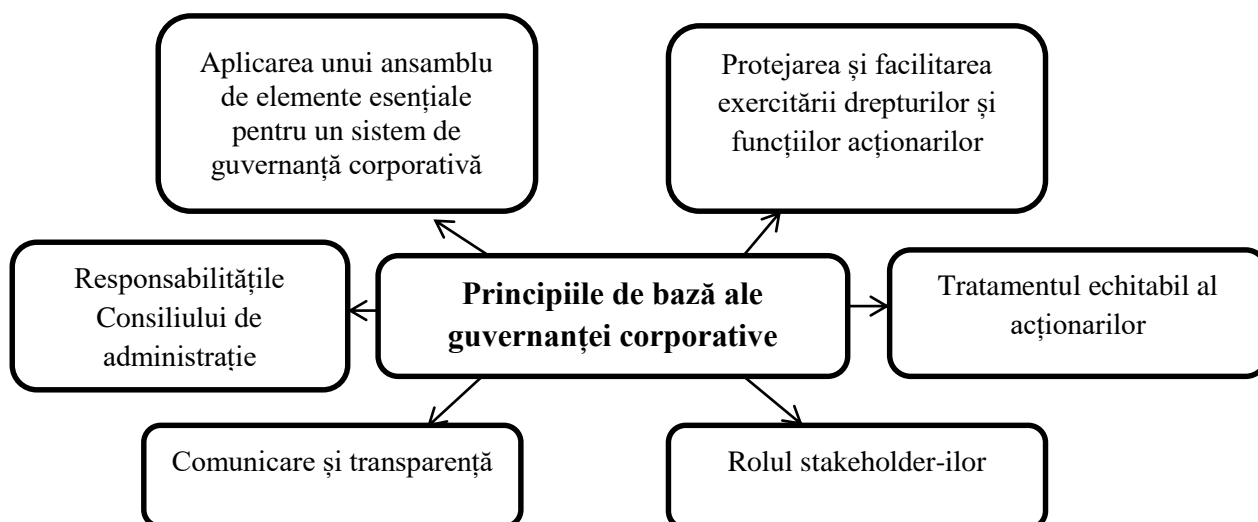 Aplicarea unui ansamblu
de elemente esențiale
pentru un sistem de
guvernanță corporativă
Protejarea și facilitarea
exercitării drepturilor și
funcțiilor acționarilor
Responsabilitățile
Consiliului de
administrație
Principiile de bază ale
guvernanței corporative
Tratamentul echitabil al
acționarilor
Comunicare și transparență
Rolul stakeholder-ilor